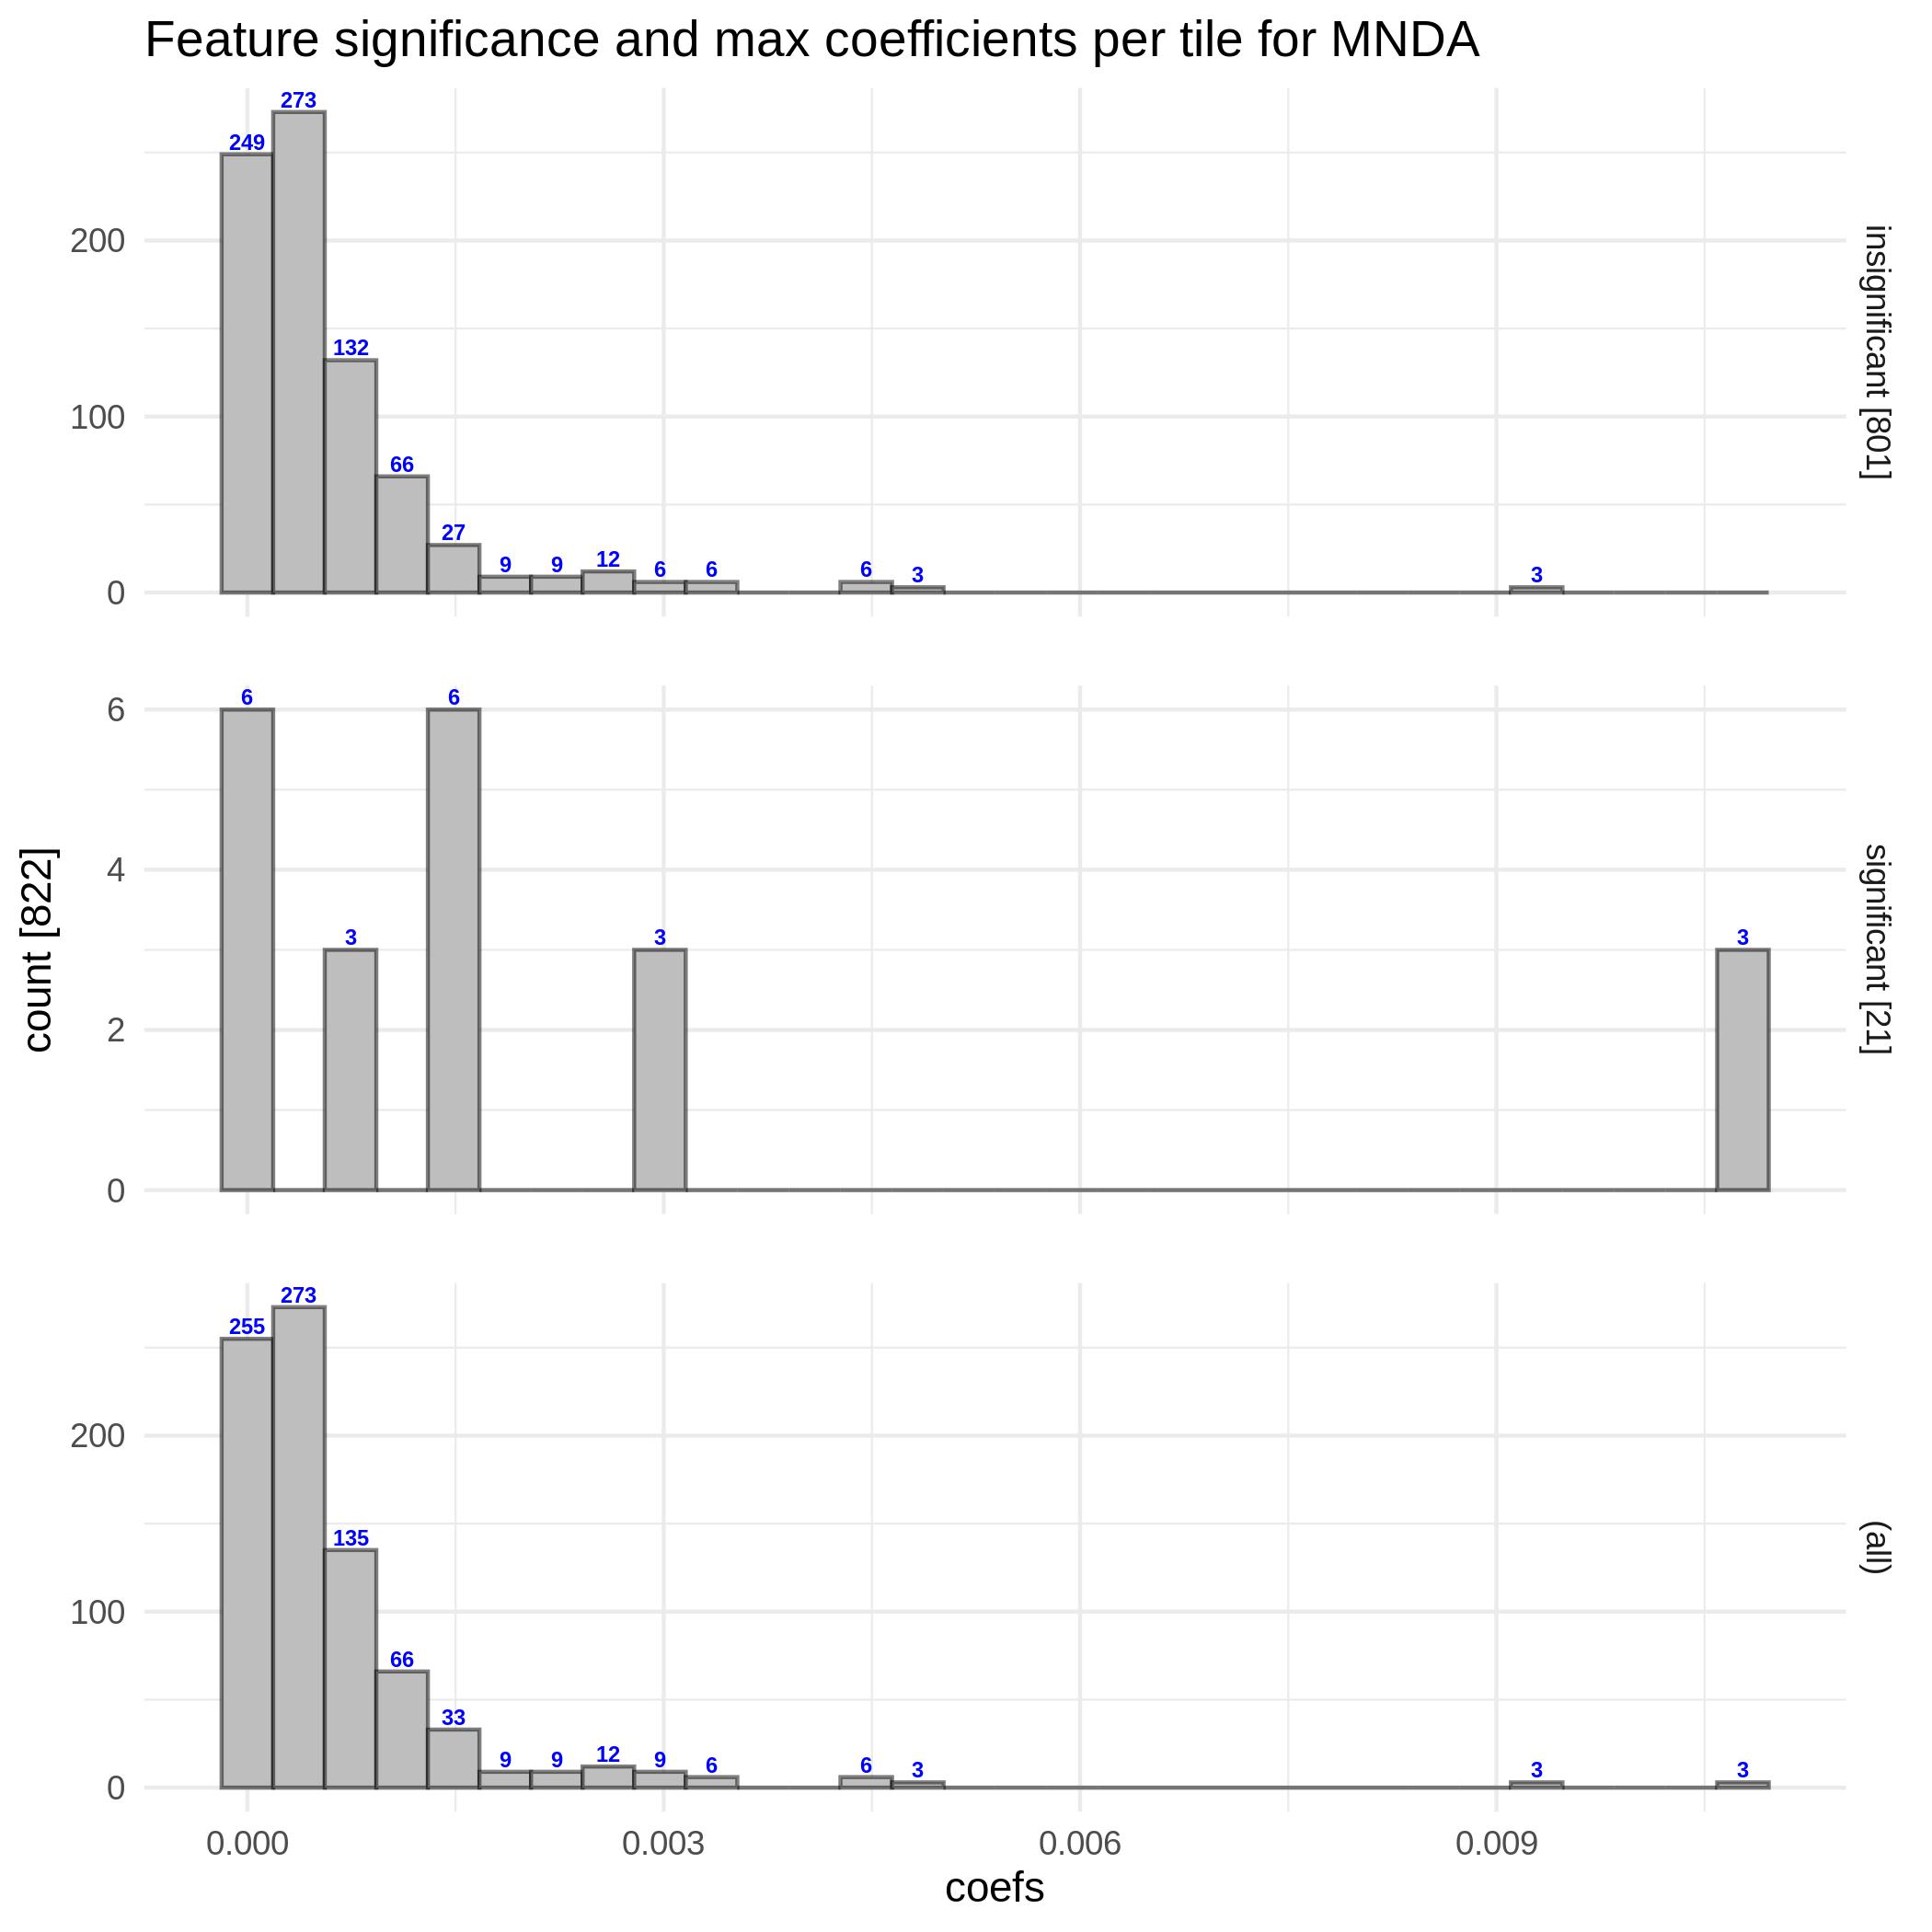 Feature significance and max coefficients per tile for MNDA
273
249
200
132
100
66
27
9 9 12 6 6 6 3 3
0
insignificant [801]
6 6
6
4
3 3 3
2
0
significant [21]
count [822]
273
255
200
135
100
66
33
9 9 12 9 6 6 3 3 3
0
(all)
0.000 0.003 0.006 0.009
coefs